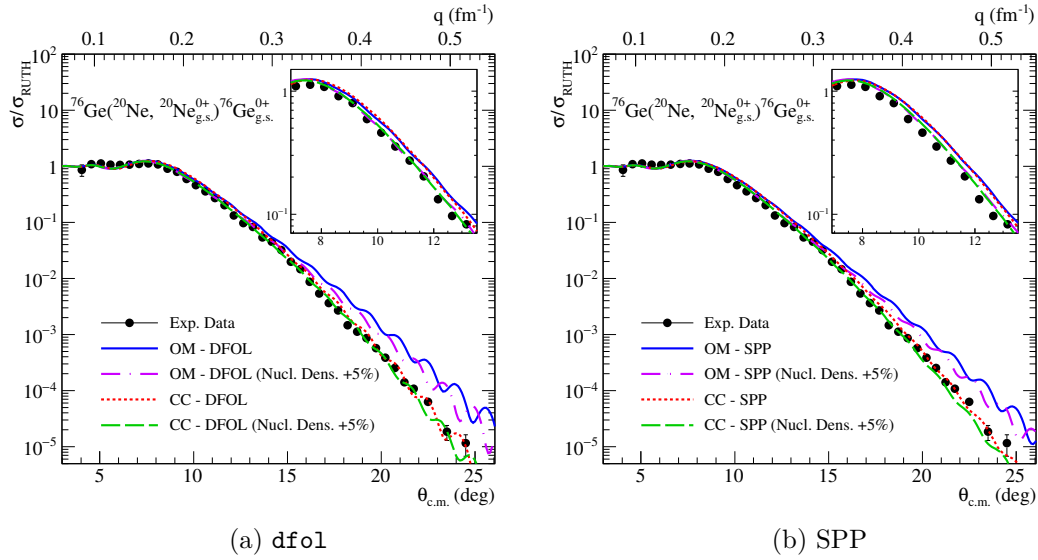 q (fm⁻¹)
0.1 0.2 0.3 0.4 0.5
σ/σ_RUTH
10²
10
1
10⁻¹
10⁻²
10⁻³
10⁻⁴
10⁻⁵
⁷⁶Ge(²⁰Ne, ²⁰Ne⁰⁺g.s.)⁷⁶Ge⁰⁺g.s.
1
10⁻¹
8 10 12
Exp. Data
OM - DFOL
OM - DFOL (Nucl. Dens. +5%)
CC - DFOL
CC - DFOL (Nucl. Dens. +5%)
5 10 15 20 25
θc.m. (deg)
(a) dfol
q (fm⁻¹)
0.1 0.2 0.3 0.4 0.5
σ/σ_RUTH
10²
10
1
10⁻¹
10⁻²
10⁻³
10⁻⁴
10⁻⁵
⁷⁶Ge(²⁰Ne, ²⁰Ne⁰⁺g.s.)⁷⁶Ge⁰⁺g.s.
1
10⁻¹
8 10 12
Exp. Data
OM - SPP
OM - SPP (Nucl. Dens. +5%)
CC - SPP
CC - SPP (Nucl. Dens. +5%)
5 10 15 20 25
θc.m. (deg)
(b) SPP